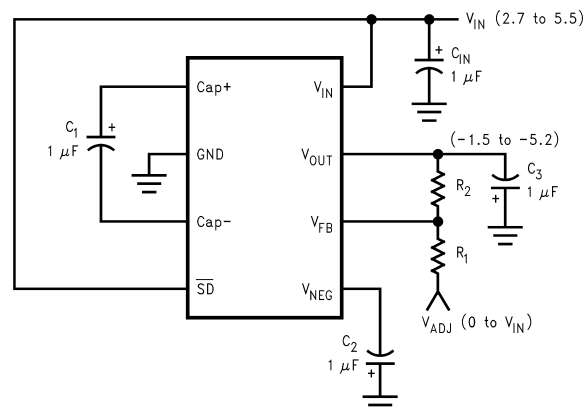 V_IN (2.7 to 5.5)
+ C_IN
1 μF
Cap+
V_IN
C_1 +
1 μF
GND
V_OUT
(−1.5 to −5.2)
R_2
C_3
+ 1 μF
Cap−
V_FB
R_1
S̅D̅
V_NEG
V_ADJ (0 to V_IN)
C_2
1 μF +